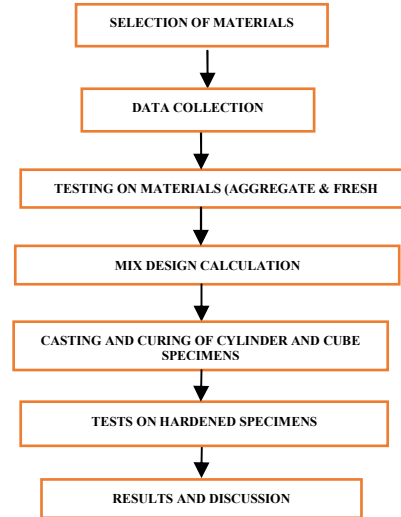 SELECTION OF MATERIALS
DATA COLLECTION
TESTING ON MATERIALS (AGGREGATE & FRESH
MIX DESIGN CALCULATION
CASTING AND CURING OF CYLINDER AND CUBE
SPECIMENS
TESTS ON HARDENED SPECIMENS
RESULTS AND DISCUSSION